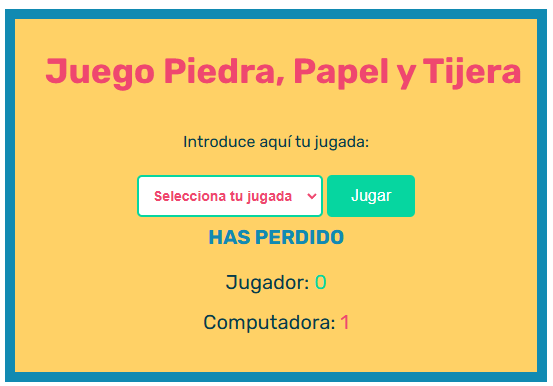 Juego Piedra, Papel y Tijera
Introduce aquí tu jugada:
Selecciona tu jugada Jugar
HAS PERDIDO
Jugador: 0
Computadora: 1